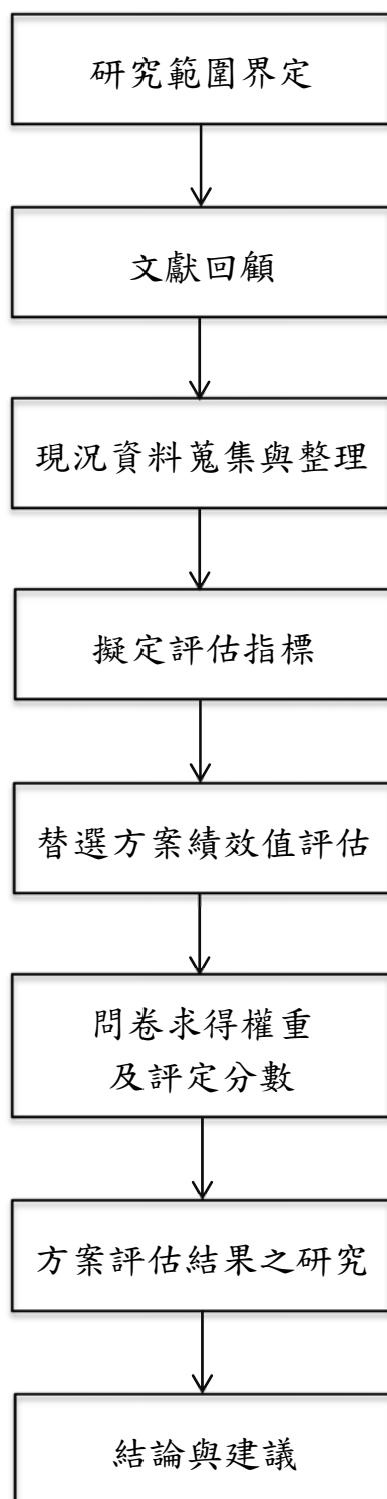 研究範圍界定
文獻回顧
現況資料蒐集與整理
擬定評估指標
替選方案績效值評估
問卷求得權重
及評定分數
方案評估結果之研究
結論與建議